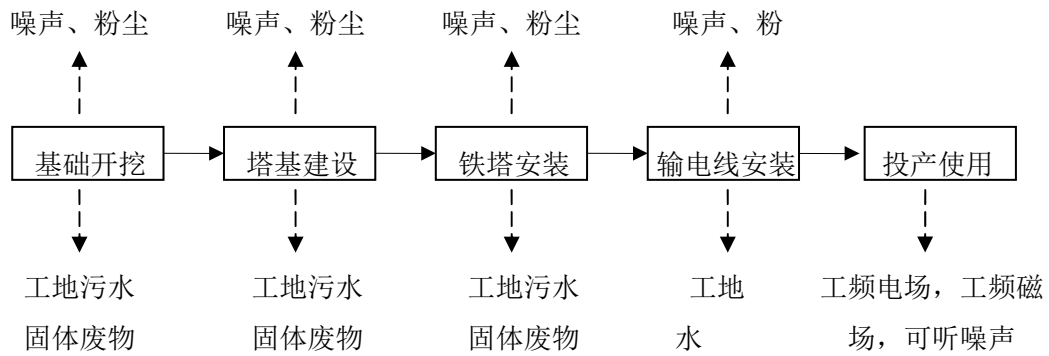 噪声、粉尘 噪声、粉尘 噪声、粉尘 噪声、粉
基础开挖 塔基建设 铁塔安装 输电线安装 投产使用
工地污水 工地污水 工地污水 工地 工频电场，工频磁
固体废物 固体废物 固体废物 水 场，可听噪声